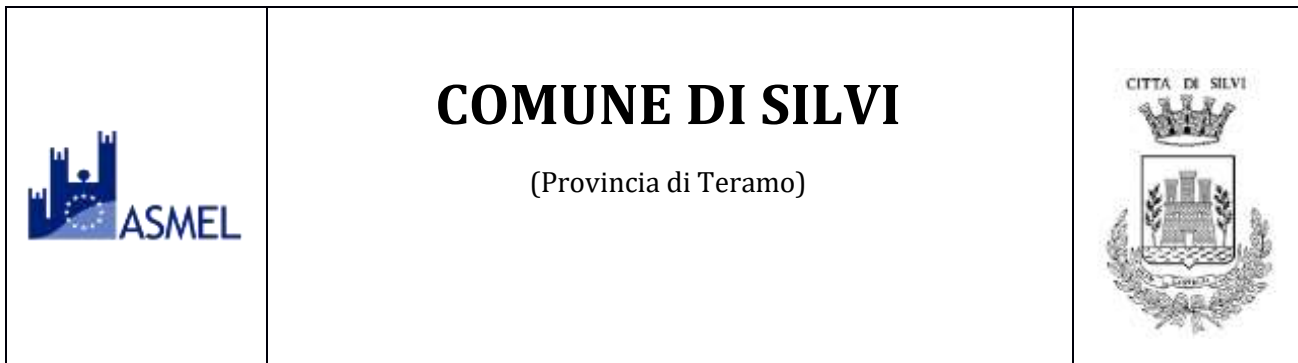 ASMEL
COMUNE DI SILVI
(Provincia di Teramo)
CITTA DI SILVI